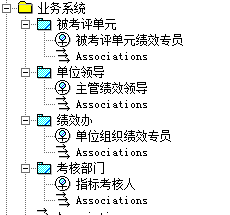 业务系统
被考评单元
被考评单元绩效专员
Associations
单位领导
主管绩效领导
Associations
绩效办
单位组织绩效专员
Associations
考核部门
指标考核人
Associations